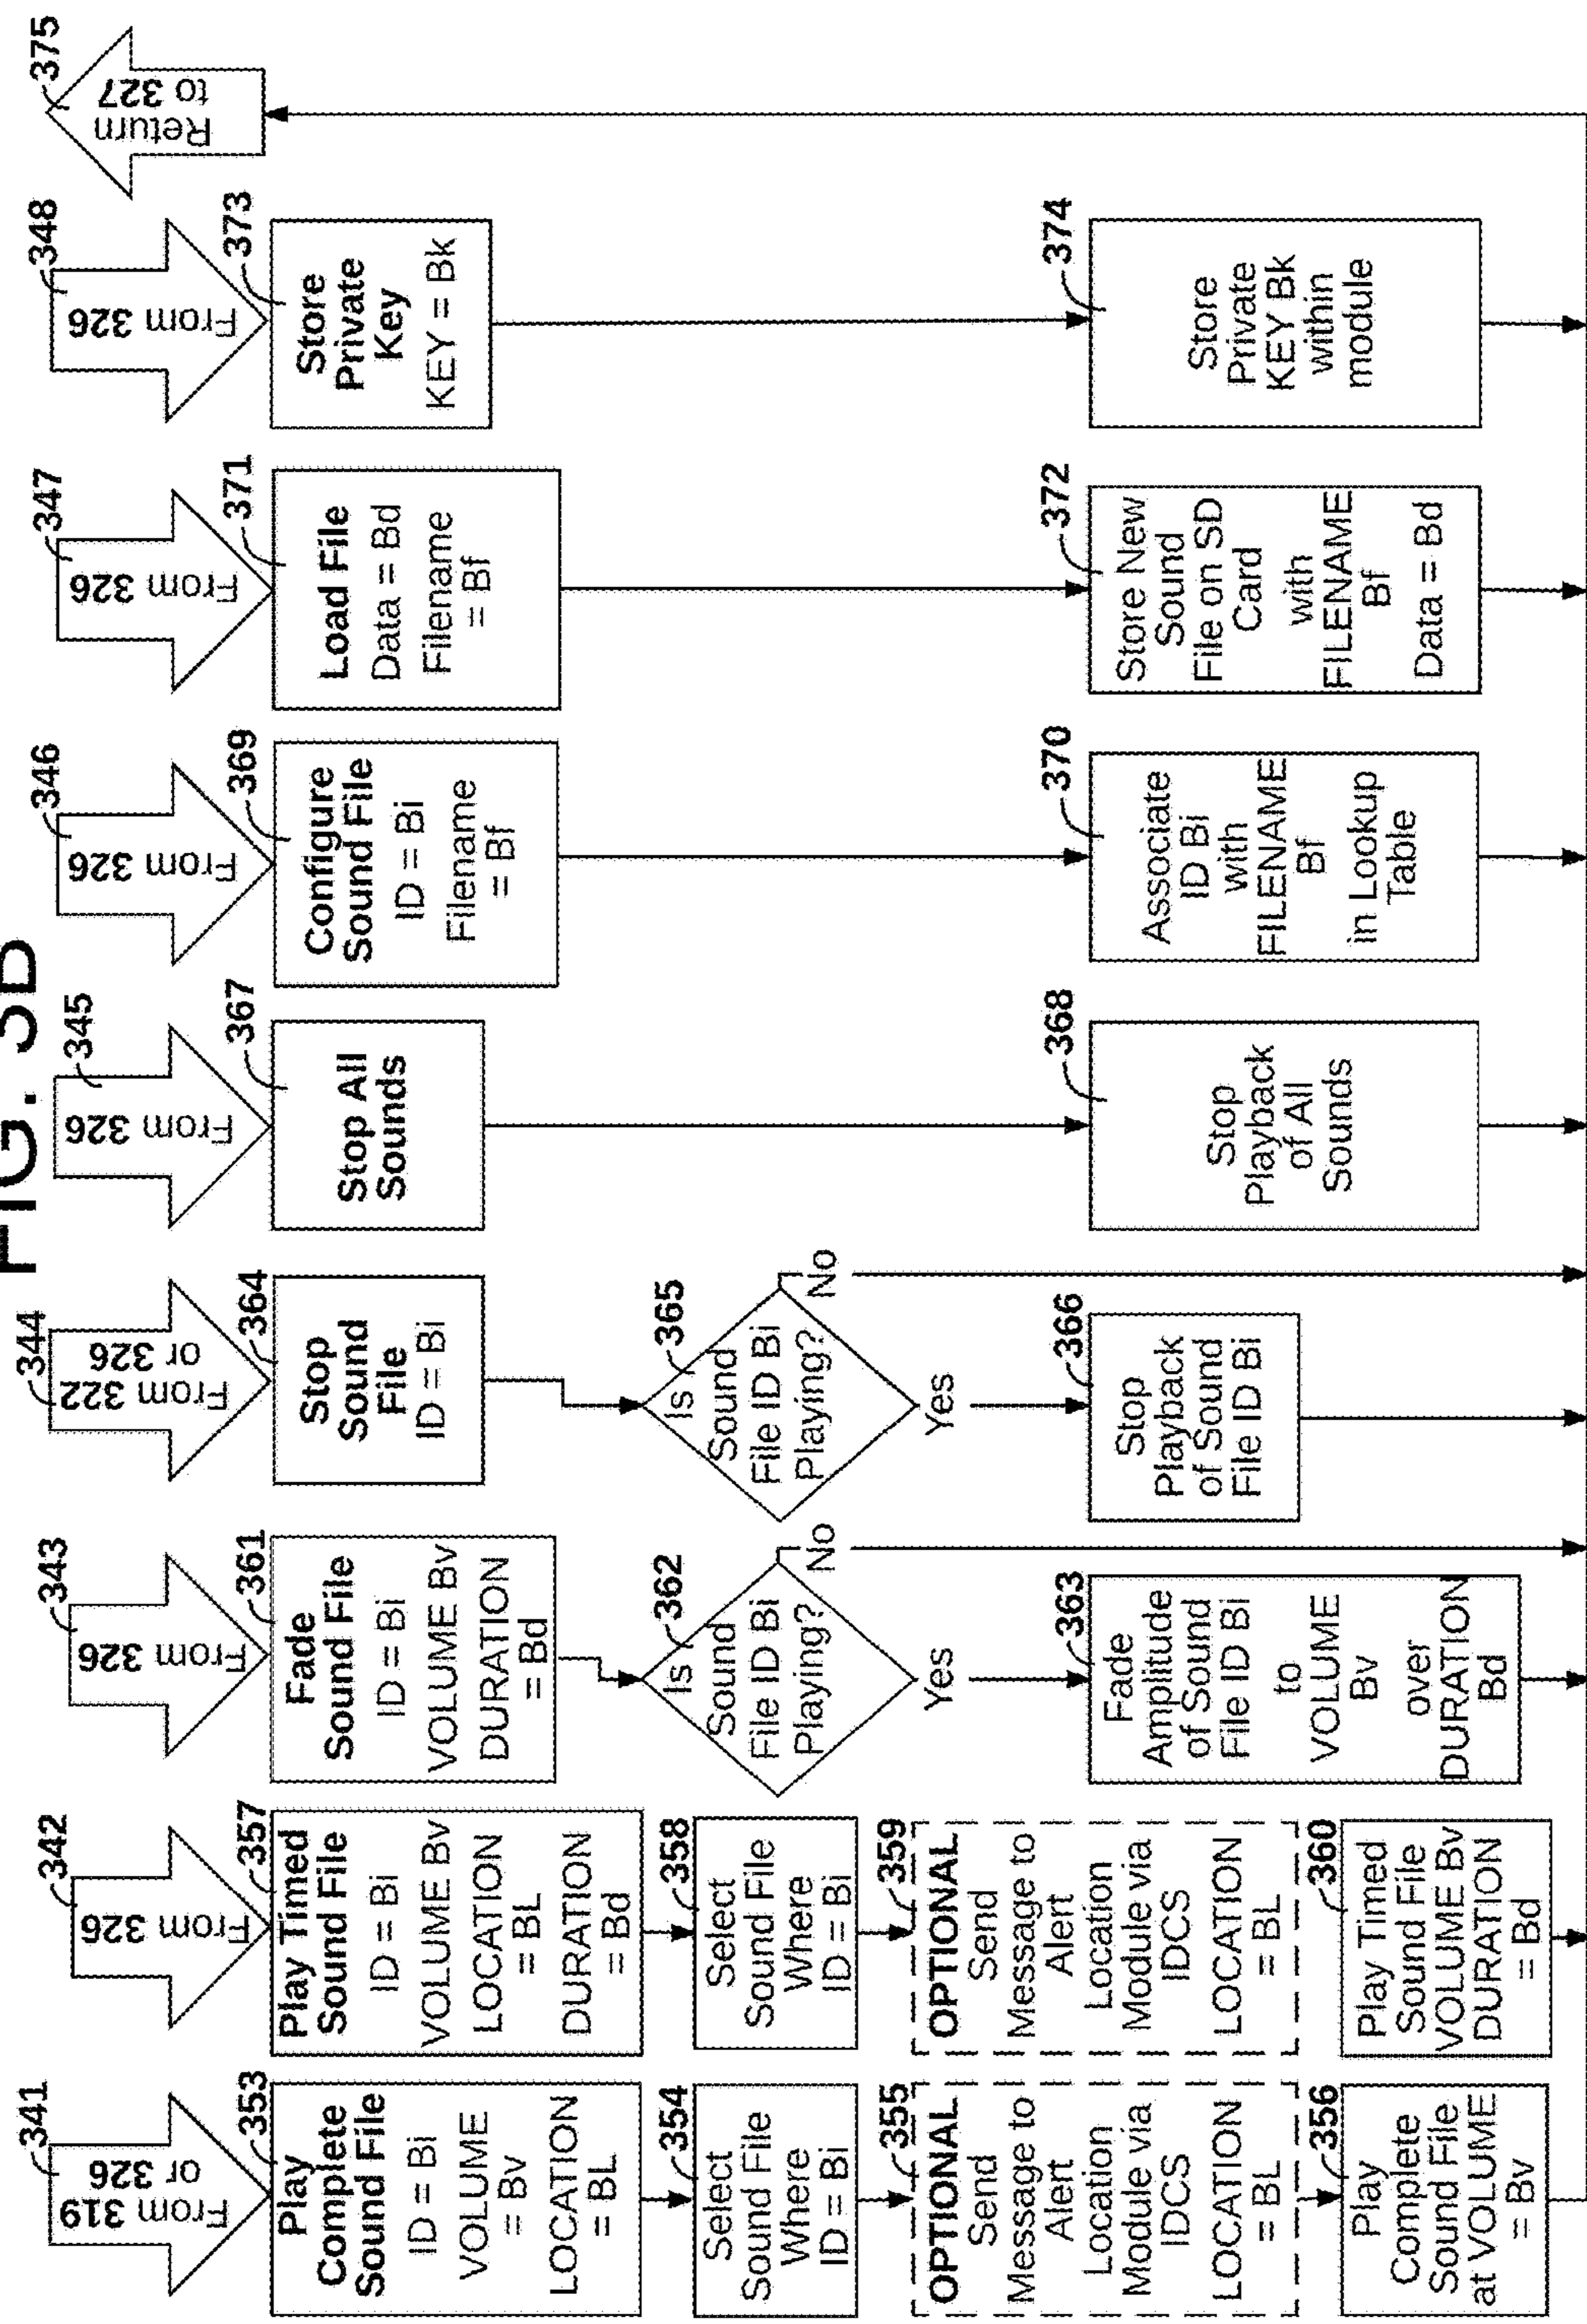 FIG. 3B
341
From 319
or 326
353
Play
Complete
Sound File
ID = Bi
VOLUME
= Bv
LOCATION
= BL
354
Select
Sound File
Where
ID = Bi
355
OPTIONAL
Send
Message to
Alert
Location
Module via
IDCS
LOCATION
= BL
356
Play
Complete
Sound File
at VOLUME
= Bv
342
From 326
357
Play Timed
Sound File
ID = Bi
VOLUME Bv
LOCATION
= BL
DURATION
= Bd
358
Select
Sound File
Where
ID = Bi
359
OPTIONAL
Send
Message to
Alert
Location
Module via
IDCS
LOCATION
= BL
360
Play Timed
Sound File
VOLUME Bv
DURATION
= Bd
343
From 326
361
Fade
Sound File
ID = Bi
VOLUME Bv
DURATION
= Bd
362
Is
Sound
File ID Bi
Playing?
No
Yes
363
Fade
Amplitude
of Sound
File ID Bi
to
VOLUME
Bv
over
DURATION
Bd
344
From 322
or 326
364
Stop
Sound
File
ID = Bi
365
Is
Sound
File ID Bi
Playing?
No
Yes
366
Stop
Playback
of Sound
File ID Bi
345
From 326
367
Stop All
Sounds
368
Stop
Playback
of All
Sounds
346
From 326
369
Configure
Sound File
ID = Bi
Filename
= Bf
370
Associate
ID Bi
with
FILENAME
Bf
in Lookup
Table
347
From 326
371
Load File
Data = Bd
Filename
= Bf
372
Store New
Sound
File on SD
Card
with
FILENAME
Bf
Data = Bd
348
From 326
373
Store
Private
Key
KEY = Bk
374
Store
Private
KEY Bk
within
module
375
Return
to 327